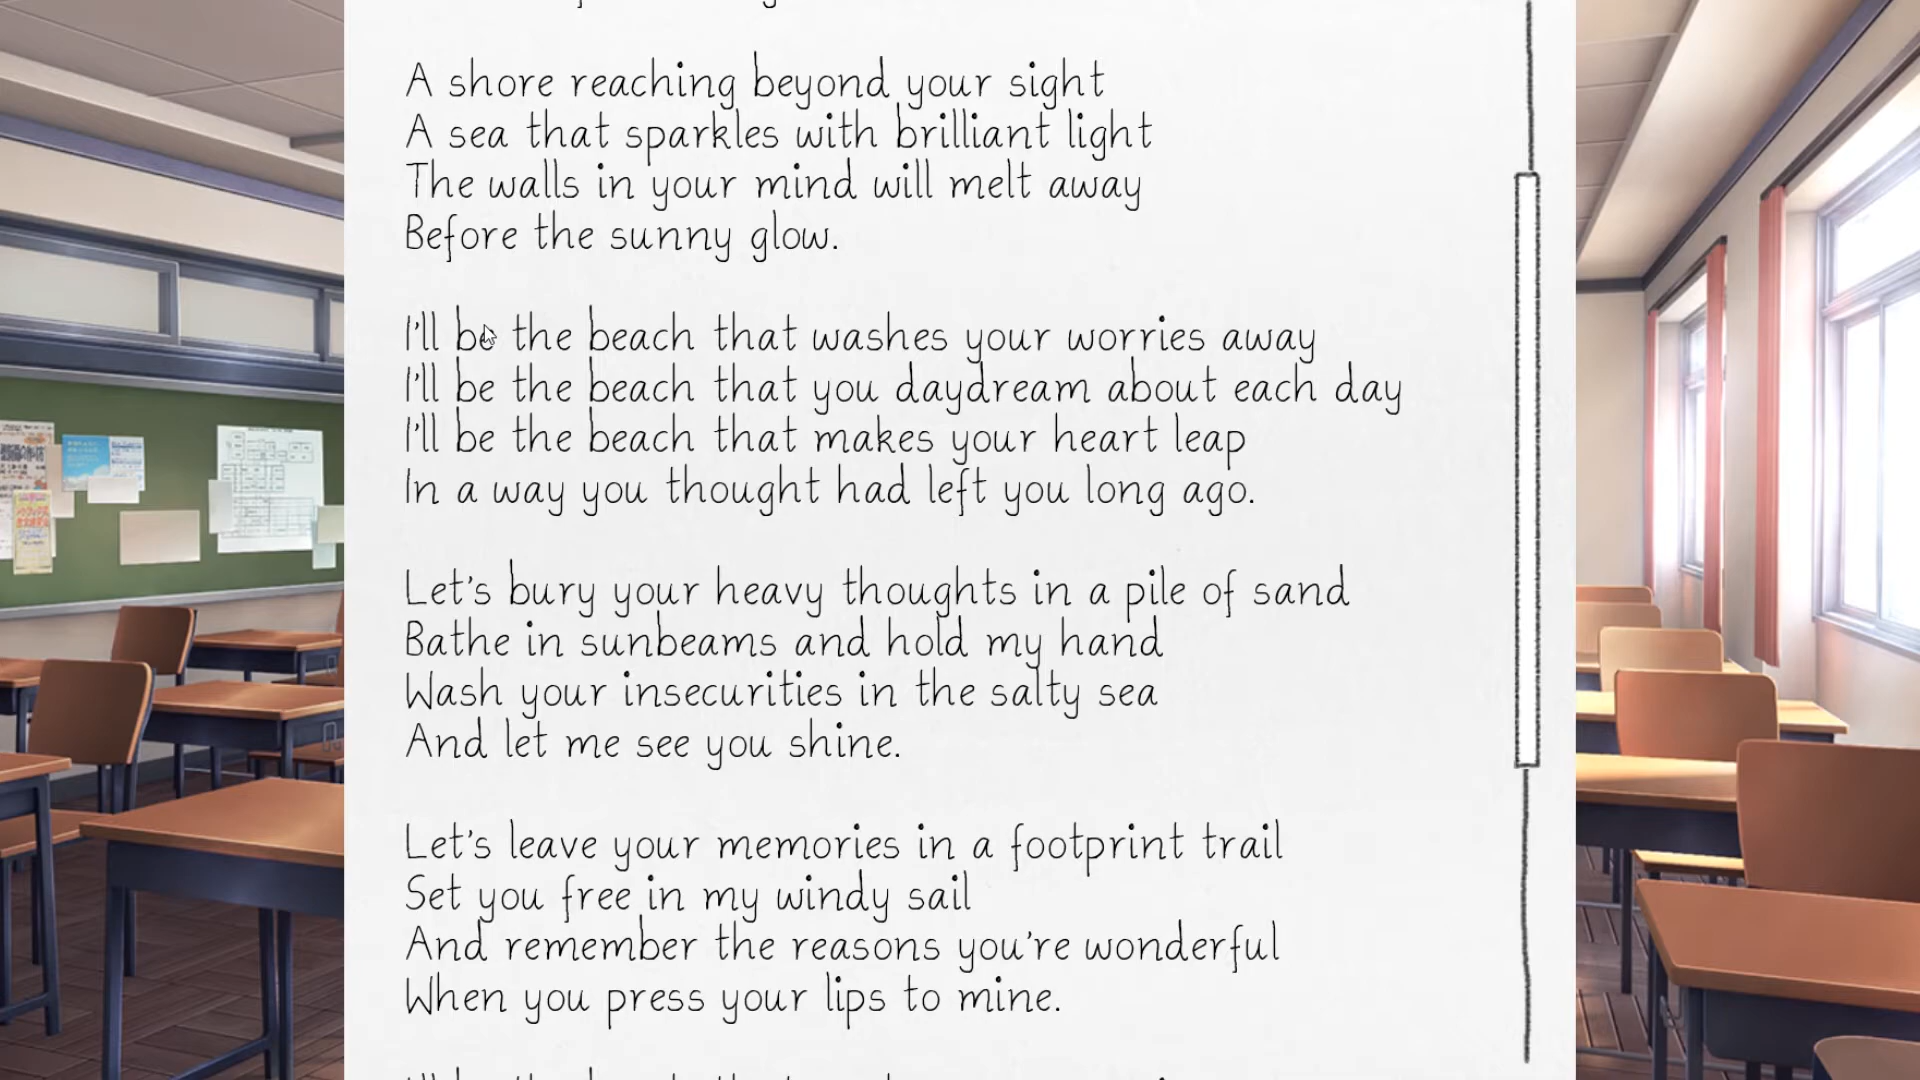 A shore reaching beyond your sight
A sea that sparkles with brilliant light
The walls in your mind will melt away
Before the sunny glow.
I'll be the beach that washes your worries away
I'll be the beach that you daydream about each day
I'll be the beach that makes your heart leap
In a way you thought had left you long ago.
Let's bury your heavy thoughts in a pile of sand
Bathe in sunbeams and hold my hand
Wash your insecurities in the salty sea
And let me see you shine.
Let's leave your memories in a footprint trail
Set you free in my windy sail
And remember the reasons you're wonderful
When you press your lips to mine.